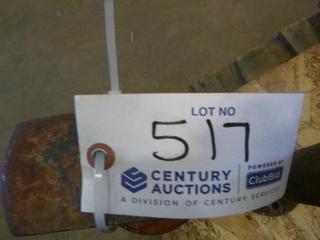 LOT NO
517
CENTURY AUCTIONS
POWERED BY
ClubBid
A DIVISION OF CENTURY SERVICES